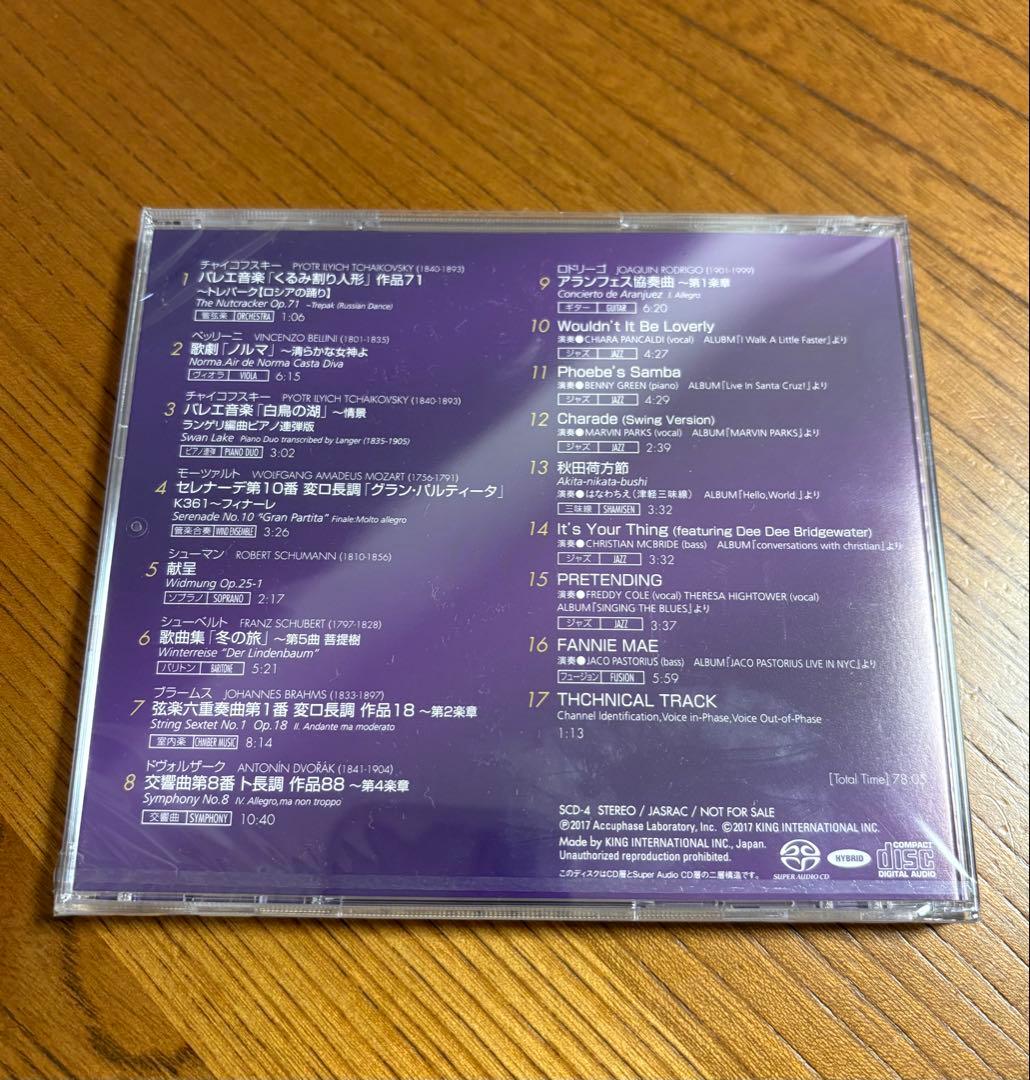 チャイコフスキー PYOTR ILYICH TCHAIKOVSKY (1840-1893)
1 バレエ音楽「くるみ割り人形」作品71
～トレパーク【ロシアの踊り】
The Nutcracker Op.71 -Trepak (Russian Dance)
管弦楽 ORCHESTRA 1:06
ベッリーニ VINCENZO BELLINI (1801-1835)
2 歌劇「ノルマ」～清らかな女神よ
Norma.Air de Norma Casta Diva
ヴィオラ VIOLA 6:15
チャイコフスキー PYOTR ILYICH TCHAIKOVSKY (1840-1893)
3 バレエ音楽「白鳥の湖」～情景
ランゲリ編曲ピアノ連弾版
Swan Lake Piano Duo transcribed by Langer (1835-1905)
ピアノ連弾 PIANO DUO 3:02
モーツァルト WOLFGANG AMADEUS MOZART (1756-1791)
4 セレナーデ第10番 変ロ長調「グラン・パルティータ」
K361～フィナーレ
Serenade No.10 "Gran Partita" Finale:Molto allegro
管楽合奏 WIND ENSEMBLE 3:26
シューマン ROBERT SCHUMANN (1810-1856)
5 献呈
Widmung Op.25-1
ソプラノ SOPRANO 2:17
シューベルト FRANZ SCHUBERT (1797-1828)
6 歌曲集「冬の旅」～第5曲 菩提樹
Winterreise "Der Lindenbaum"
バリトン BARITONE 5:21
ブラームス JOHANNES BRAHMS (1833-1897)
7 弦楽六重奏曲第1番 変ロ長調 作品18 ～第2楽章
String Sextet No.1 Op.18 II. Andante ma moderato
室内楽 CHMBER MUSIC 8:14
ドヴォルザーク ANTONÍN DVOŘÁK (1841-1904)
8 交響曲第8番 ト長調 作品88 ～第4楽章
Symphony No.8 IV. Allegro,ma non troppo
交響曲 SYMPHONY 10:40
ロドリーゴ JOAQUIN RODRIGO (1901-1999)
9 アランフェス協奏曲 ～第1楽章
Concierto de Aranjuez I. Allegro
ギター GUITAR 6:20
10 Wouldn't It Be Loverly
演奏●CHIARA PANCALDI (vocal) ALUBM『I Walk A Little Faster』より
ジャズ JAZZ 4:27
11 Phoebe's Samba
演奏●BENNY GREEN (piano) ALBUM『Live In Santa Cruz!』より
ジャズ JAZZ 4:29
12 Charade (Swing Version)
演奏●MARVIN PARKS (vocal) ALBUM『MARVIN PARKS』より
ジャズ JAZZ 2:39
13 秋田荷方節
Akita-nikata-bushi
演奏●はなわちえ（津軽三味線） ALBUM『Hello,World.』より
三味線 SHAMISEN 3:32
14 It's Your Thing (featuring Dee Dee Bridgewater)
演奏●CHRISTIAN MCBRIDE (bass) ALBUM『conversations with christian』より
ジャズ JAZZ 3:32
15 PRETENDING
演奏●FREDDY COLE (vocal) THERESA HIGHTOWER (vocal)
ALBUM『SINGING THE BLUES』より
ジャズ JAZZ 3:37
16 FANNIE MAE
演奏●JACO PASTORIUS (bass) ALBUM『JACO PASTORIUS LIVE IN NYC』より
フュージョン FUSION 5:59
17 THCHNICAL TRACK
Channel Identification,Voice in-Phase,Voice Out-of-Phase
1:13
[Total Time] 78:05
SCD-4 STEREO / JASRAC / NOT FOR SALE
℗2017 Accuphase Laboratory, Inc. ©2017 KING INTERNATIONAL INC.
Made by KING INTERNATIONAL INC., Japan.
Unauthorized reproduction prohibited.
このディスクはCD層とSuper Audio CD層の二層構造です。
SUPER AUDIO CD
HYBRID
COMPACT
disc
DIGITAL AUDIO